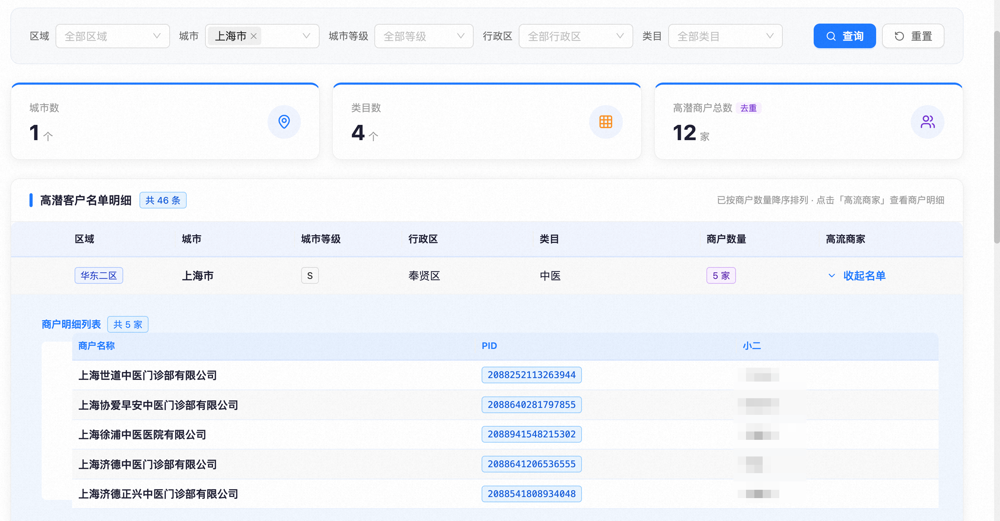 区域 全部区域 城市 上海市 城市等级 全部等级 行政区 全部行政区 类目 全部类目 查询 重置
城市数
1 个
类目数
4 个
高潜商户总数 去重
12 家
高潜客户名单明细 共 46 条 已按商户数量降序排列 · 点击「高流商家」查看商户明细
区域 城市 城市等级 行政区 类目 商户数量 高流商家
华东二区 上海市 S 奉贤区 中医 5 家 收起名单
商户明细列表 共 5 家
商户名称 PID 小二
上海世道中医门诊部有限公司 2088252113263944
上海协爱早安中医门诊部有限公司 2088640281797855
上海徐浦中医医院有限公司 2088941548215302
上海济德中医门诊部有限公司 2088641206536555
上海济德正兴中医门诊部有限公司 2088541808934048